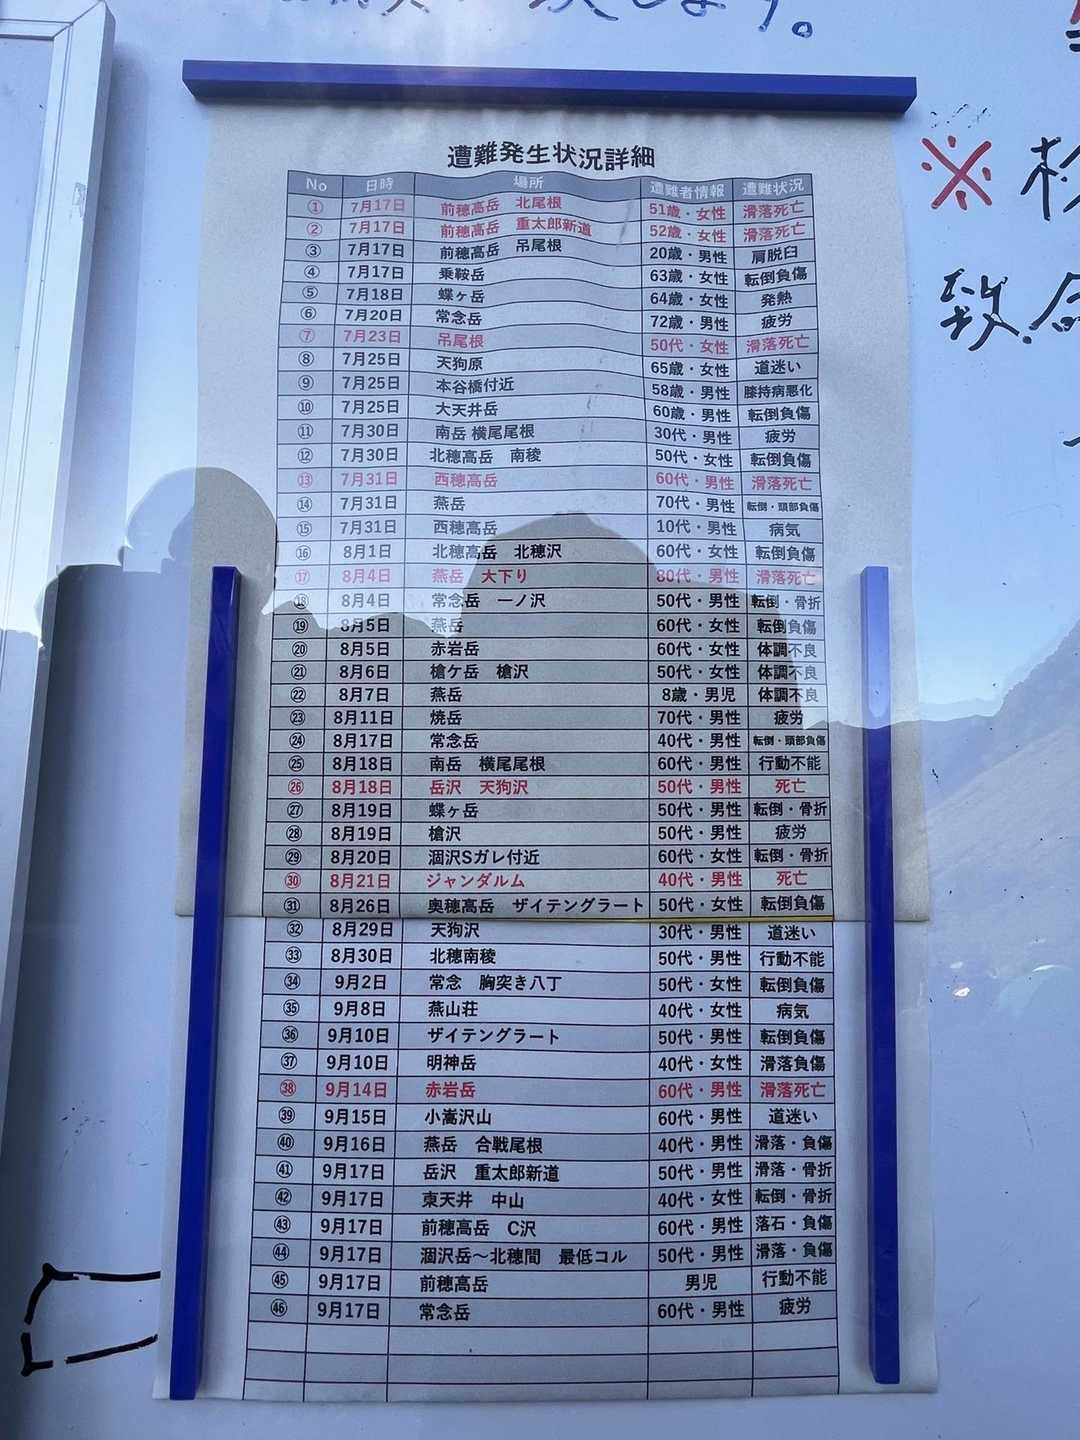 します。
遭難発生状況詳細
No 日時 場所 遭難者情報 遭難状況
① 7月17日 前穂高岳 北尾根 51歳・女性 滑落死亡
② 7月17日 前穂高岳 重太郎新道 52歳・女性 滑落死亡
③ 7月17日 前穂高岳 吊尾根 20歳・男性 肩脱臼
④ 7月17日 乗鞍岳 63歳・女性 転倒負傷
⑤ 7月18日 蝶ヶ岳 64歳・女性 発熱
⑥ 7月20日 常念岳 72歳・男性 疲労
⑦ 7月23日 吊尾根 50代・女性 滑落死亡
⑧ 7月25日 天狗原 65歳・女性 道迷い
⑨ 7月25日 本谷橋付近 58歳・男性 膝持病悪化
⑩ 7月25日 大天井岳 60歳・男性 転倒負傷
⑪ 7月30日 南岳 横尾尾根 30代・男性 疲労
⑫ 7月30日 北穂高岳 南稜 50代・女性 転倒負傷
⑬ 7月31日 西穂高岳 60代・男性 滑落死亡
⑭ 7月31日 燕岳 70代・男性 転倒・頭部負傷
⑮ 7月31日 西穂高岳 10代・男性 病気
⑯ 8月1日 北穂高岳 北穂沢 60代・女性 転倒負傷
⑰ 8月4日 燕岳 大下り 80代・男性 滑落死亡
⑱ 8月4日 常念岳 一ノ沢 50代・男性 転倒・骨折
⑲ 8月5日 燕岳 60代・女性 転倒負傷
⑳ 8月5日 赤岩岳 60代・女性 体調不良
㉑ 8月6日 槍ケ岳 槍沢 50代・女性 体調不良
㉒ 8月7日 燕岳 8歳・男児 体調不良
㉓ 8月11日 焼岳 70代・男性 疲労
㉔ 8月17日 常念岳 40代・男性 転倒・頭部負傷
㉕ 8月18日 南岳 横尾尾根 60代・男性 行動不能
㉖ 8月18日 岳沢 天狗沢 50代・男性 死亡
㉗ 8月19日 蝶ヶ岳 50代・男性 転倒・骨折
㉘ 8月19日 槍沢 50代・男性 疲労
㉙ 8月20日 涸沢Sガレ付近 60代・女性 転倒・骨折
㉚ 8月21日 ジャンダルム 40代・男性 死亡
㉛ 8月26日 奥穂高岳 ザイテングラート 50代・女性 転倒負傷
㉜ 8月29日 天狗沢 30代・男性 道迷い
㉝ 8月30日 北穂南稜 50代・男性 行動不能
㉞ 9月2日 常念 胸突き八丁 50代・女性 転倒負傷
㉟ 9月8日 燕山荘 40代・女性 病気
㊱ 9月10日 ザイテングラート 50代・男性 転倒負傷
㊲ 9月10日 明神岳 40代・女性 滑落負傷
㊳ 9月14日 赤岩岳 60代・男性 滑落死亡
㊴ 9月15日 小嵩沢山 60代・男性 道迷い
㊵ 9月16日 燕岳 合戦尾根 40代・男性 滑落・負傷
㊶ 9月17日 岳沢 重太郎新道 50代・男性 滑落・骨折
㊷ 9月17日 東天井 中山 40代・女性 転倒・骨折
㊸ 9月17日 前穂高岳 C沢 60代・男性 落石・負傷
㊹ 9月17日 涸沢岳～北穂間 最低コル 50代・男性 滑落・負傷
㊺ 9月17日 前穂高岳 男児 行動不能
㊻ 9月17日 常念岳 60代・男性 疲労
※
致命